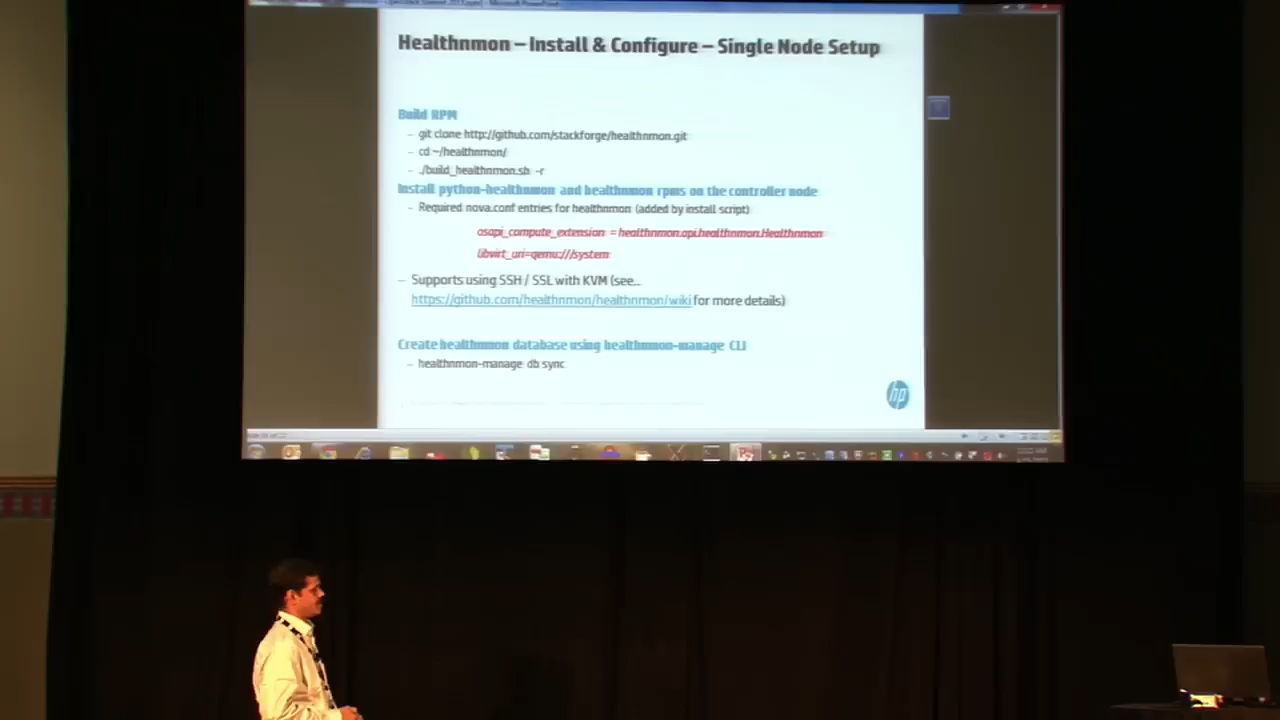 Healthnmon – Install & Configure – Single Node Setup
Build RPM
– git clone http://github.com/stackforge/healthnmon.git
– cd ~/healthnmon/
– ./build_healthnmon.sh -r
Install python-healthnmon and healthnmon rpms on the controller node
– Required nova.conf entries for healthnmon (added by install script)
osapi_compute_extension = healthnmon.api.healthnmon.Healthnmon
libvirt_uri=qemu:///system
– Supports using SSH / SSL with KVM (see...
https://github.com/healthnmon/healthnmon/wiki for more details)
Create healthnmon database using healthnmon-manage CLI
– healthnmon-manage db sync
hp